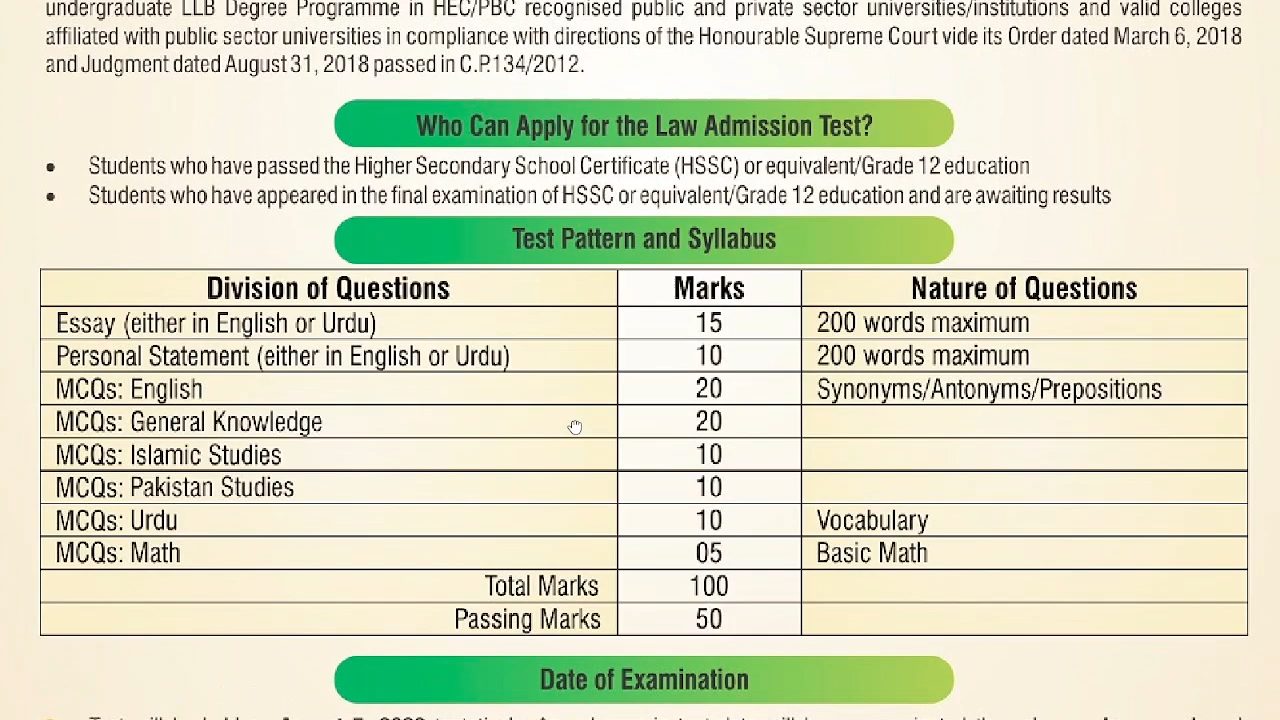 undergraduate LLB Degree Programme in HEC/PBC recognised public and private sector universities/institutions and valid colleges
affiliated with public sector universities in compliance with directions of the Honourable Supreme Court vide its Order dated March 6, 2018
and Judgment dated August 31, 2018 passed in C.P.134/2012.
Who Can Apply for the Law Admission Test?
• Students who have passed the Higher Secondary School Certificate (HSSC) or equivalent/Grade 12 education
• Students who have appeared in the final examination of HSSC or equivalent/Grade 12 education and are awaiting results
Test Pattern and Syllabus
Division of Questions Marks Nature of Questions
Essay (either in English or Urdu) 15 200 words maximum
Personal Statement (either in English or Urdu) 10 200 words maximum
MCQs: English 20 Synonyms/Antonyms/Prepositions
MCQs: General Knowledge 20
MCQs: Islamic Studies 10
MCQs: Pakistan Studies 10
MCQs: Urdu 10 Vocabulary
MCQs: Math 05 Basic Math
Total Marks 100
Passing Marks 50
Date of Examination